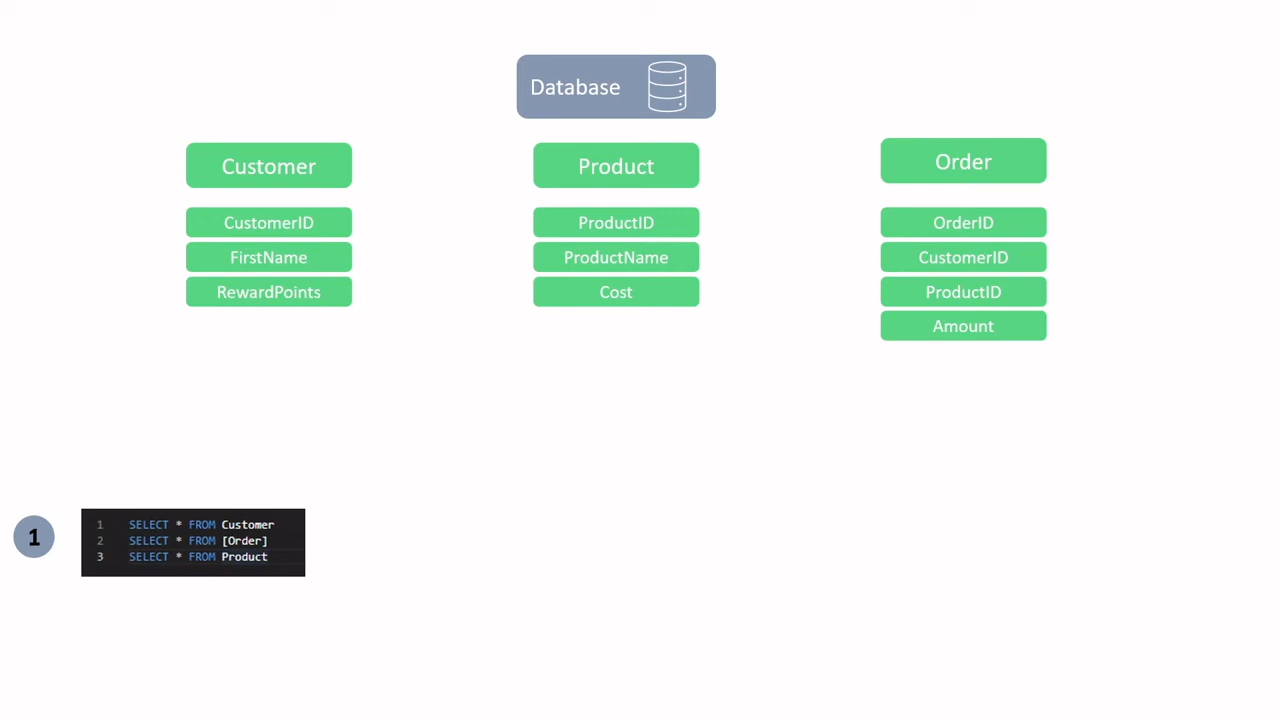 Database
Customer
CustomerID
FirstName
RewardPoints
Product
ProductID
ProductName
Cost
Order
OrderID
CustomerID
ProductID
Amount
1
1 SELECT * FROM Customer
2 SELECT * FROM [Order]
3 SELECT * FROM Product